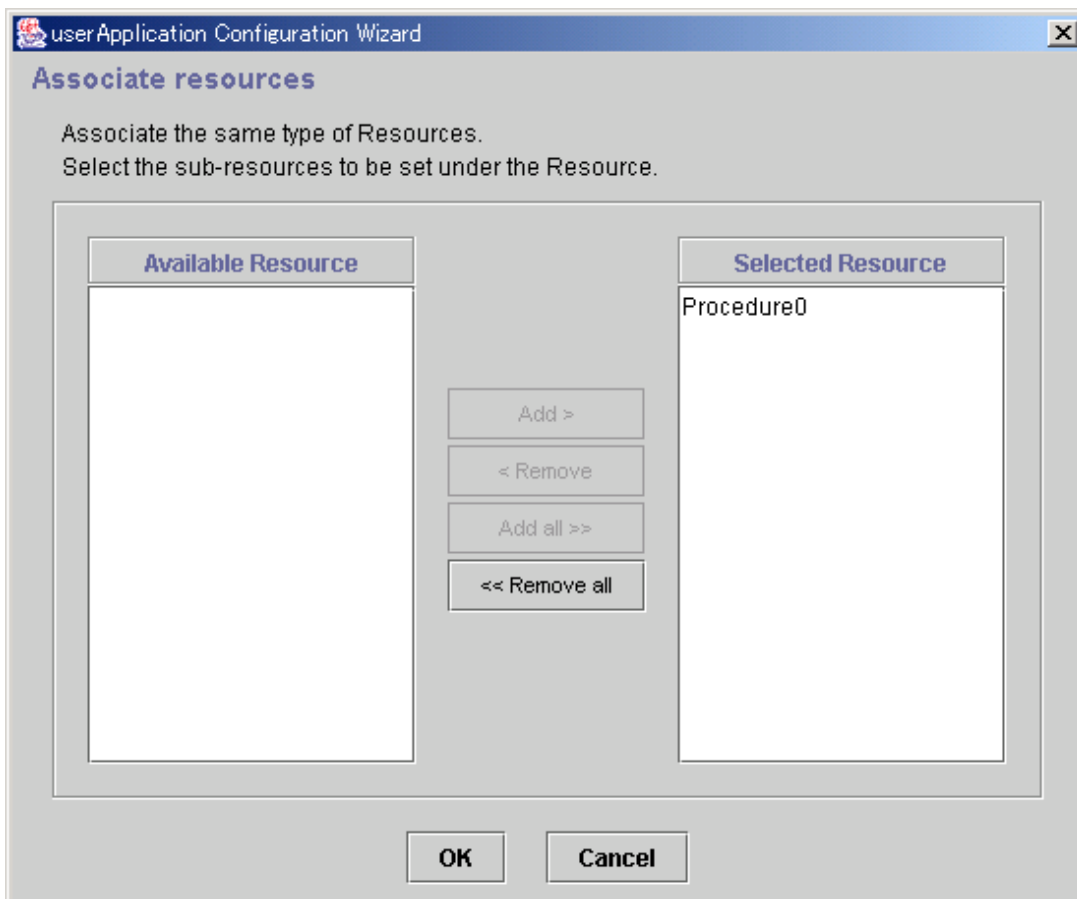 userApplication Configuration Wizard
Associate resources
Associate the same type of Resources.
Select the sub-resources to be set under the Resource.
Available Resource
Selected Resource
Procedure0
Add >
< Remove
Add all >>
<< Remove all
OK
Cancel